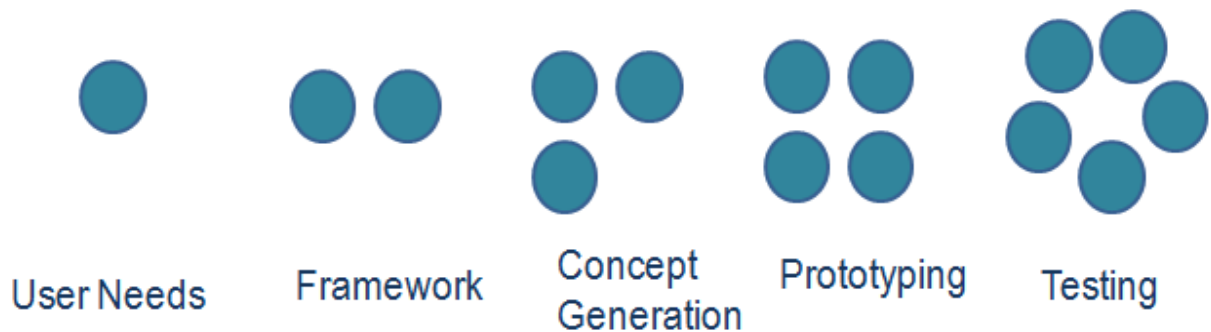 User Needs
Framework
Concept
Generation
Prototyping
Testing